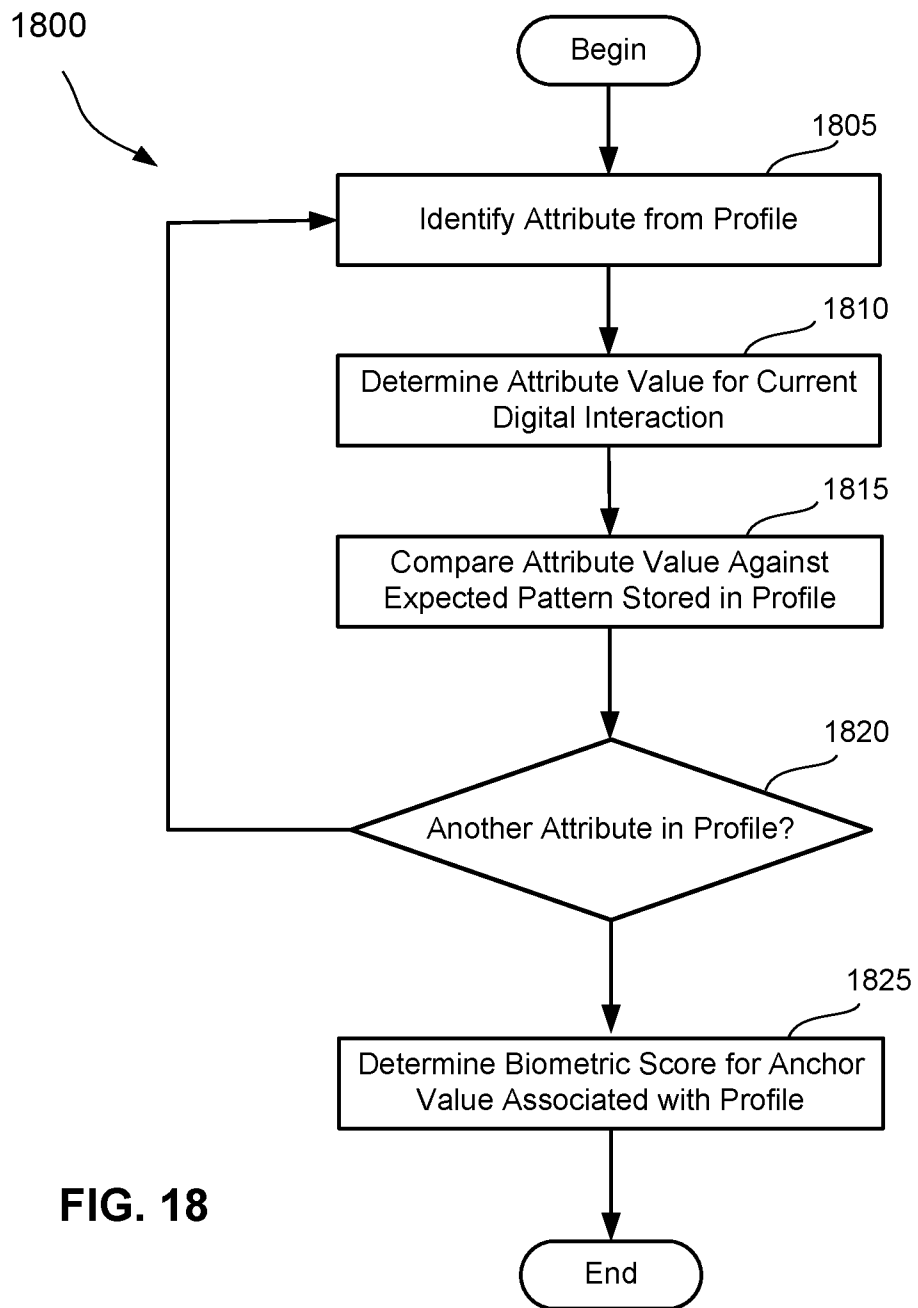 1800
Begin
1805
Identify Attribute from Profile
1810
Determine Attribute Value for Current
Digital Interaction
1815
Compare Attribute Value Against
Expected Pattern Stored in Profile
1820
Another Attribute in Profile?
1825
Determine Biometric Score for Anchor
Value Associated with Profile
FIG. 18
End